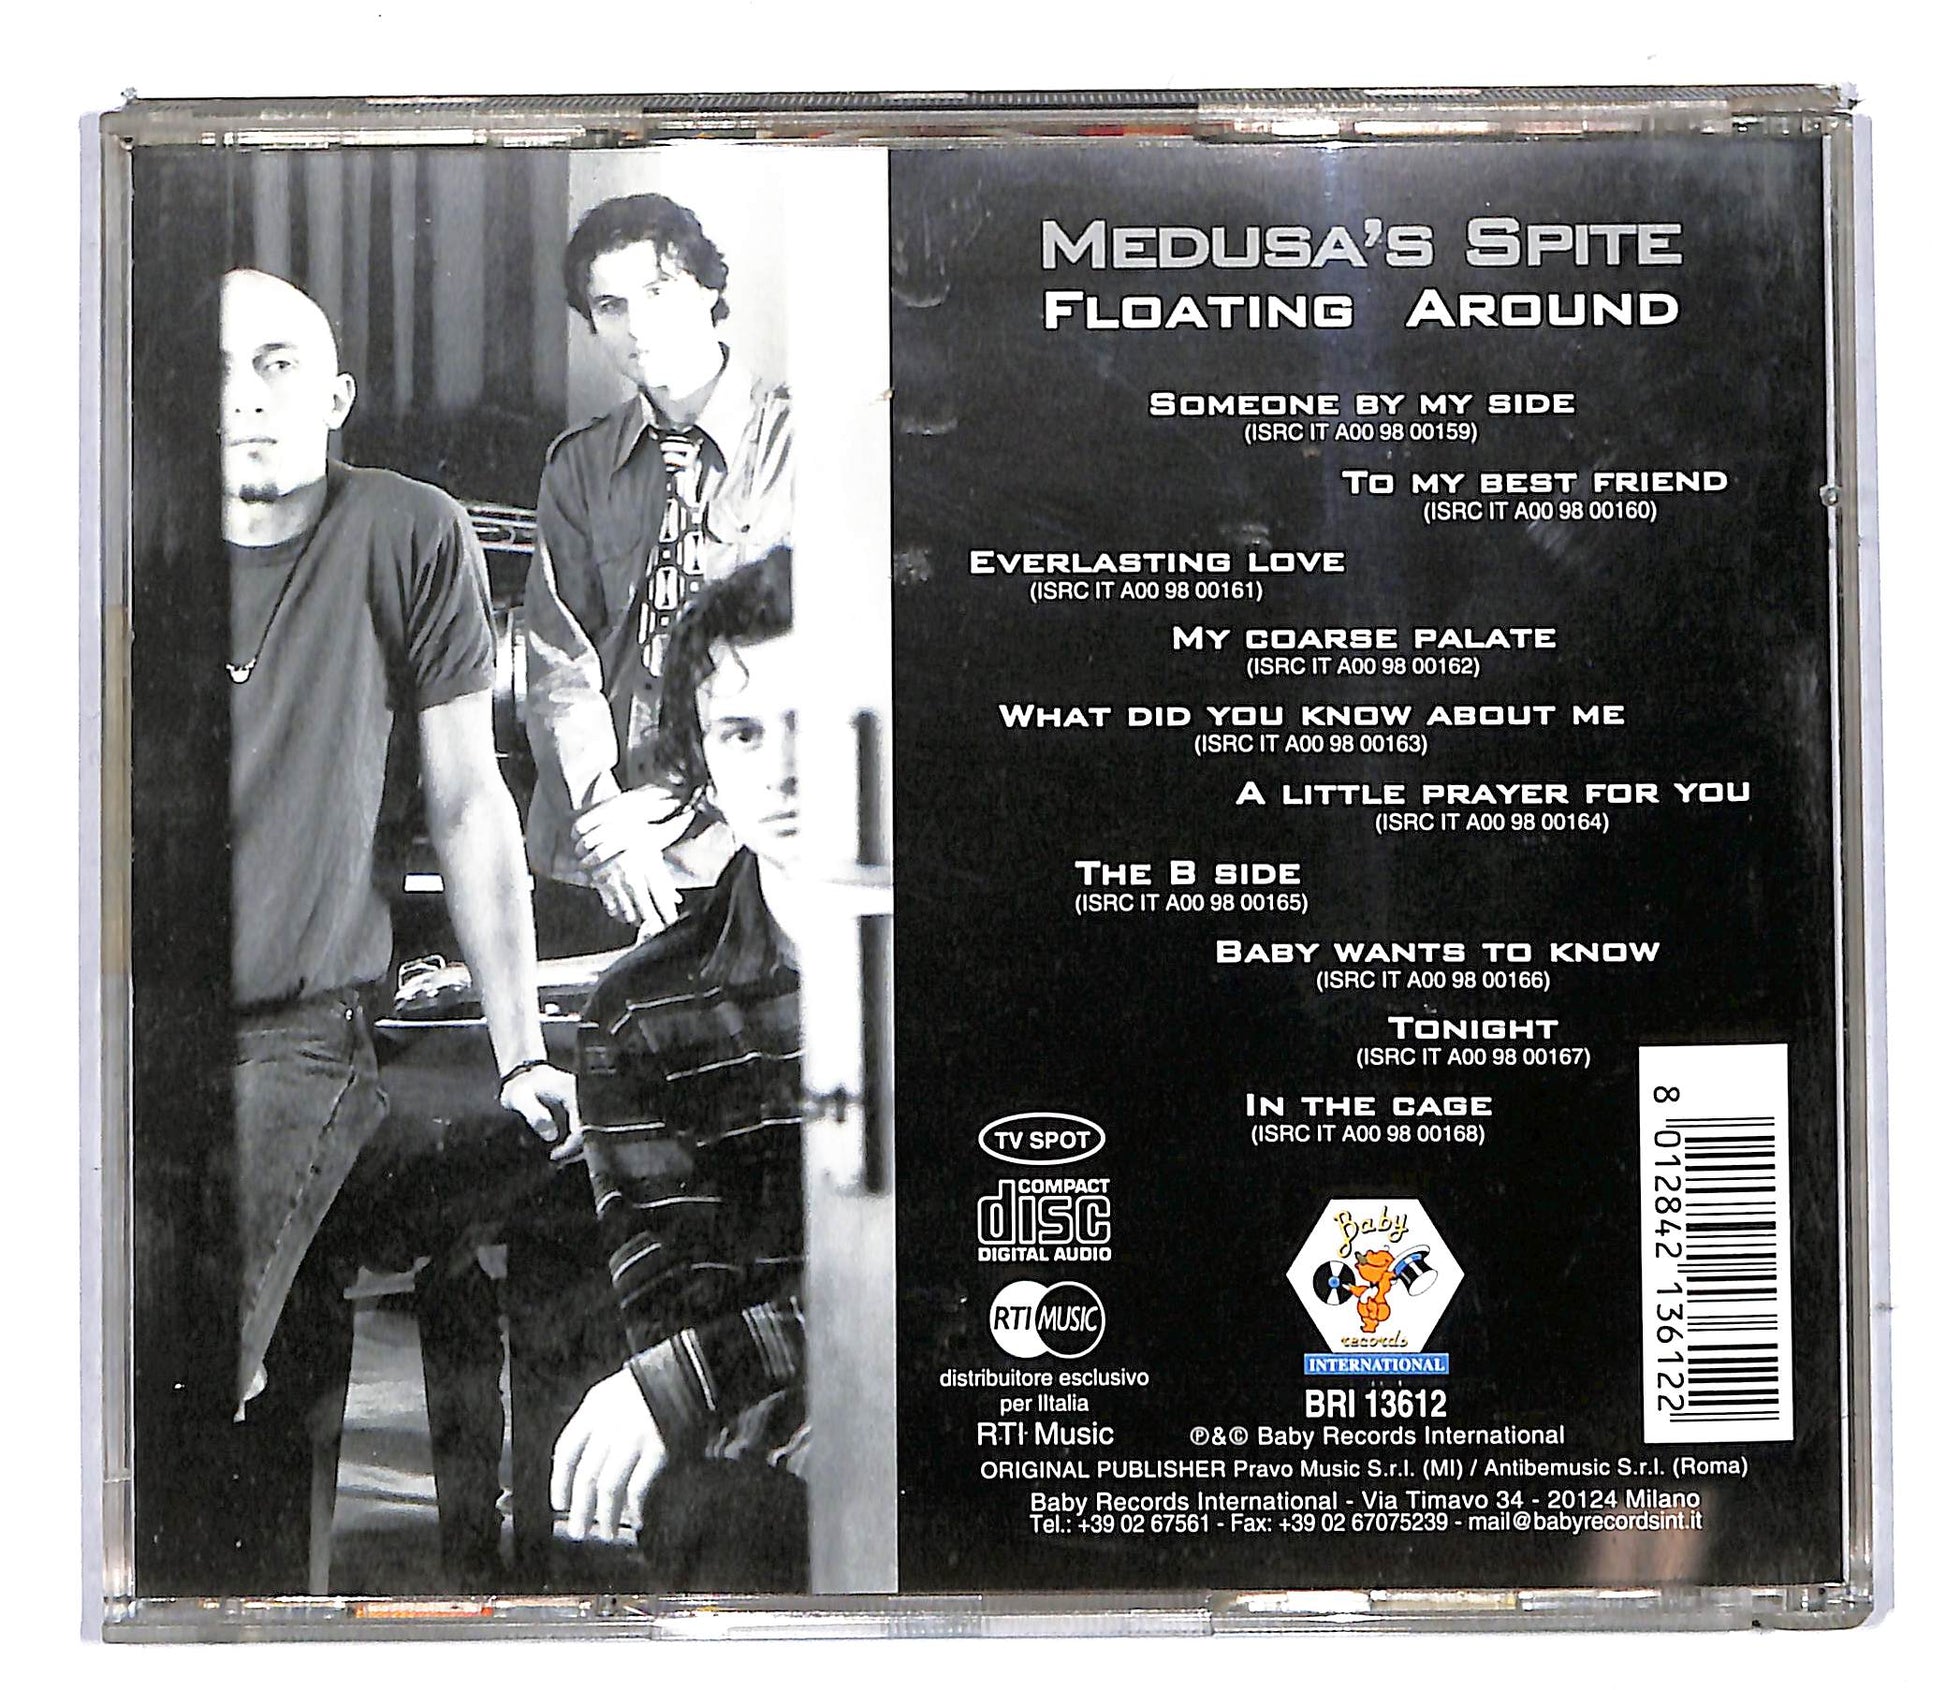 MEDUSA'S SPITE
FLOATING AROUND
SOMEONE BY MY SIDE
(ISRC IT A00 98 00159)
TO MY BEST FRIEND
(ISRC IT A00 98 00160)
EVERLASTING LOVE
(ISRC IT A00 98 00161)
MY COARSE PALATE
(ISRC IT A00 98 00162)
WHAT DID YOU KNOW ABOUT ME
(ISRC IT A00 98 00163)
A LITTLE PRAYER FOR YOU
(ISRC IT A00 98 00164)
THE B SIDE
(ISRC IT A00 98 00165)
BABY WANTS TO KNOW
(ISRC IT A00 98 00166)
TONIGHT
(ISRC IT A00 98 00167)
IN THE CAGE
(ISRC IT A00 98 00168)
TV SPOT
COMPACT
disc
DIGITAL AUDIO
RTI MUSIC
distribuitore esclusivo
per lItalia
RTI Music
Baby
records
INTERNATIONAL
BRI 13612
℗&© Baby Records International
8 012842 136122
ORIGINAL PUBLISHER Pravo Music S.r.l. (MI) / Antibemusic S.r.l. (Roma)
Baby Records International - Via Timavo 34 - 20124 Milano
Tel.: +39 02 67561 - Fax: +39 02 67075239 - mail@babyrecordsint.it